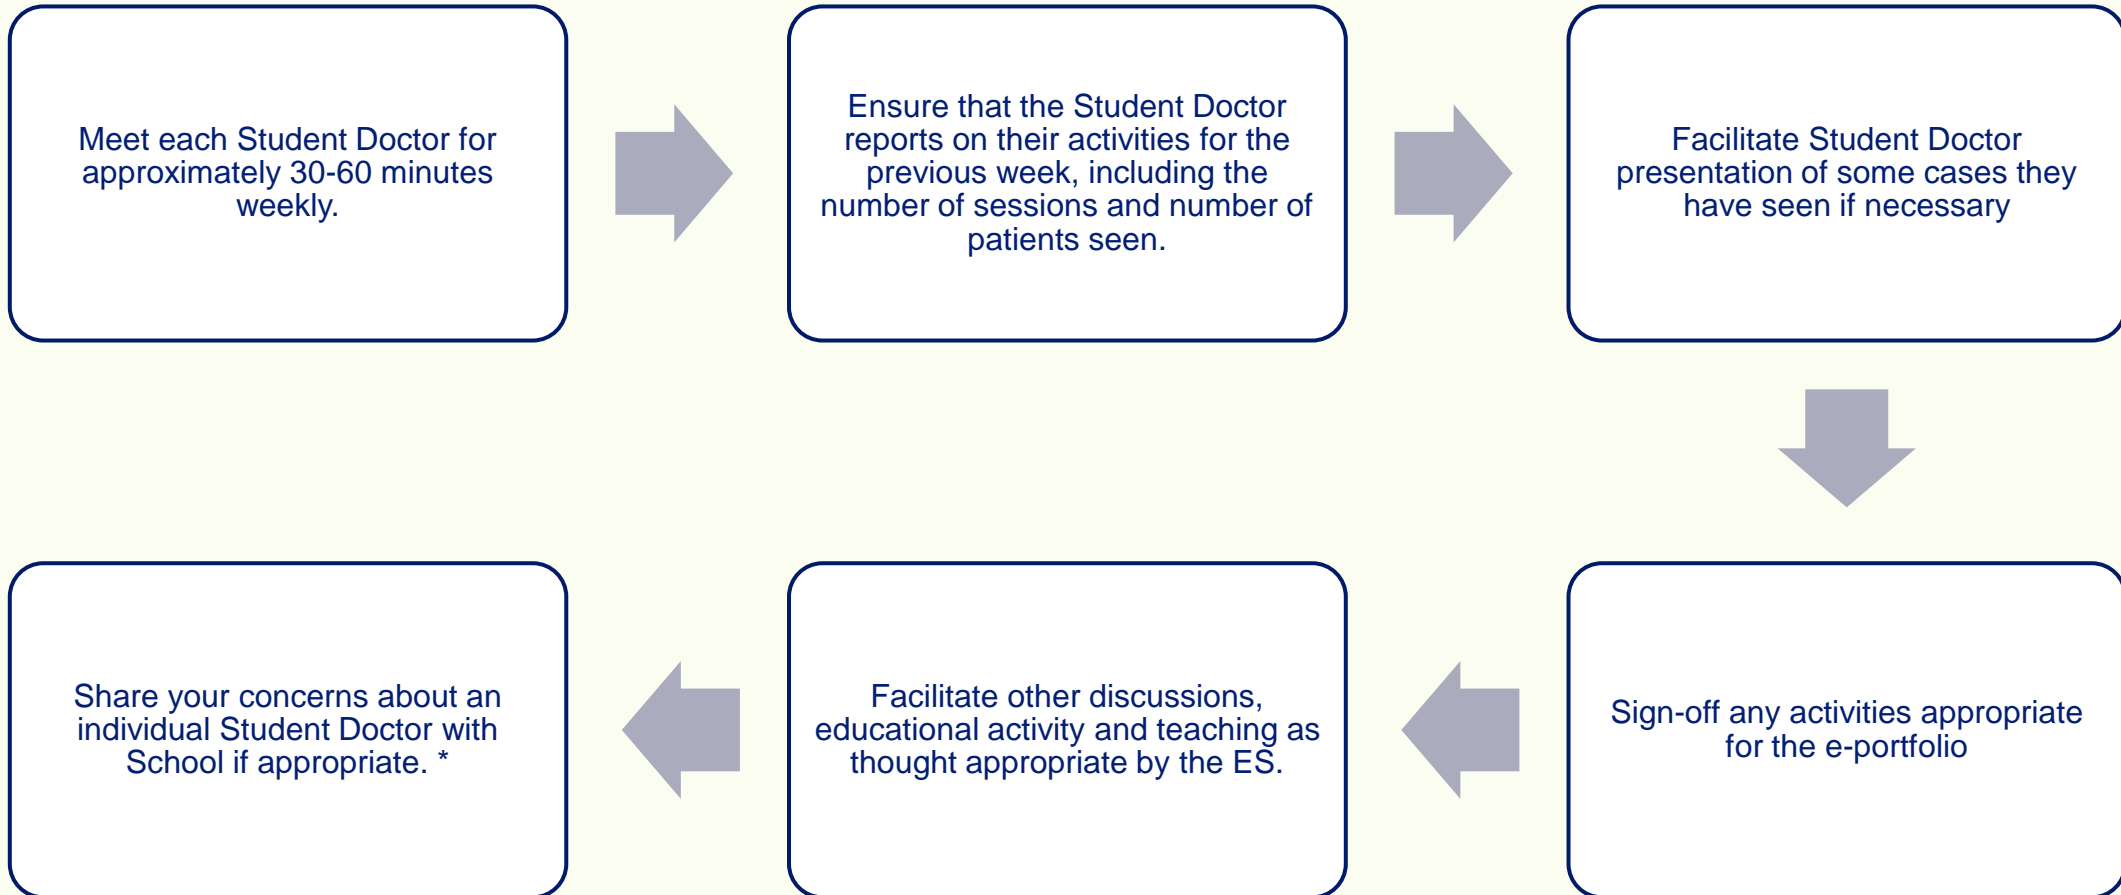 Meet each Student Doctor for
approximately 30-60 minutes
weekly.
Ensure that the Student Doctor
reports on their activities for the
previous week, including the
number of sessions and number of
patients seen.
Facilitate Student Doctor
presentation of some cases they
have seen if necessary
Sign-off any activities appropriate
for the e-portfolio
Facilitate other discussions,
educational activity and teaching as
thought appropriate by the ES.
Share your concerns about an
individual Student Doctor with
School if appropriate. *